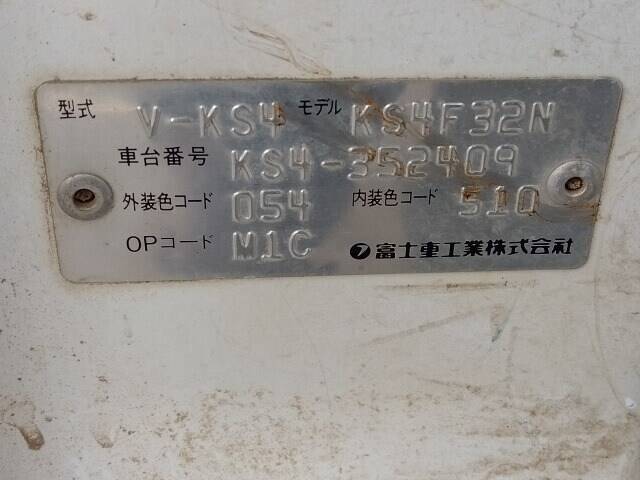 型式 V-KS4 モデル KS4F32N
車台番号 KS4-352409
外装色コード 054 内装色コード 510
OPコード M1C 富士重工業株式会社